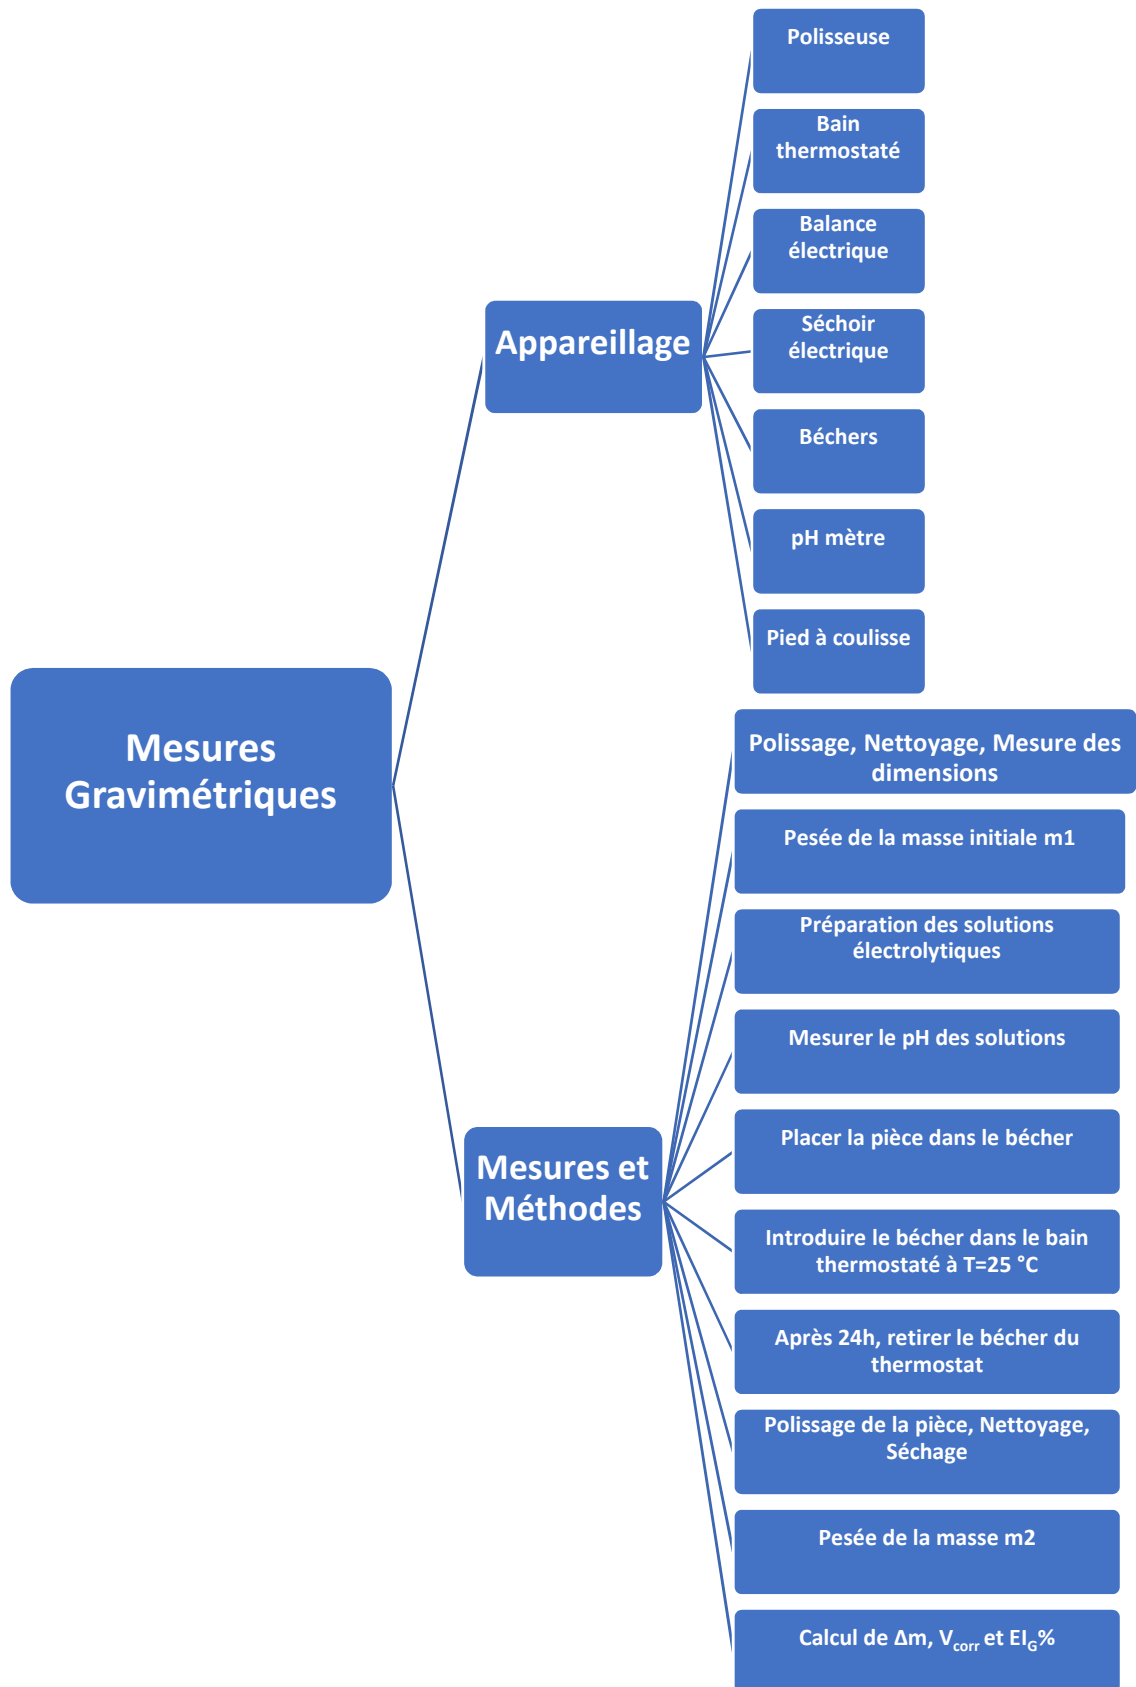 Mesures
Gravimétriques
Appareillage
Polisseuse
Bain
thermostaté
Balance
électrique
Séchoir
électrique
Béchers
pH mètre
Pied à coulisse
Mesures et
Méthodes
Polissage, Nettoyage, Mesure des
dimensions
Pesée de la masse initiale m1
Préparation des solutions
électrolytiques
Mesurer le pH des solutions
Placer la pièce dans le bécher
Introduire le bécher dans le bain
thermostaté à T=25 °C
Après 24h, retirer le bécher du
thermostat
Polissage de la pièce, Nettoyage,
Séchage
Pesée de la masse m2
Calcul de Δm, Vcorr et EIG%